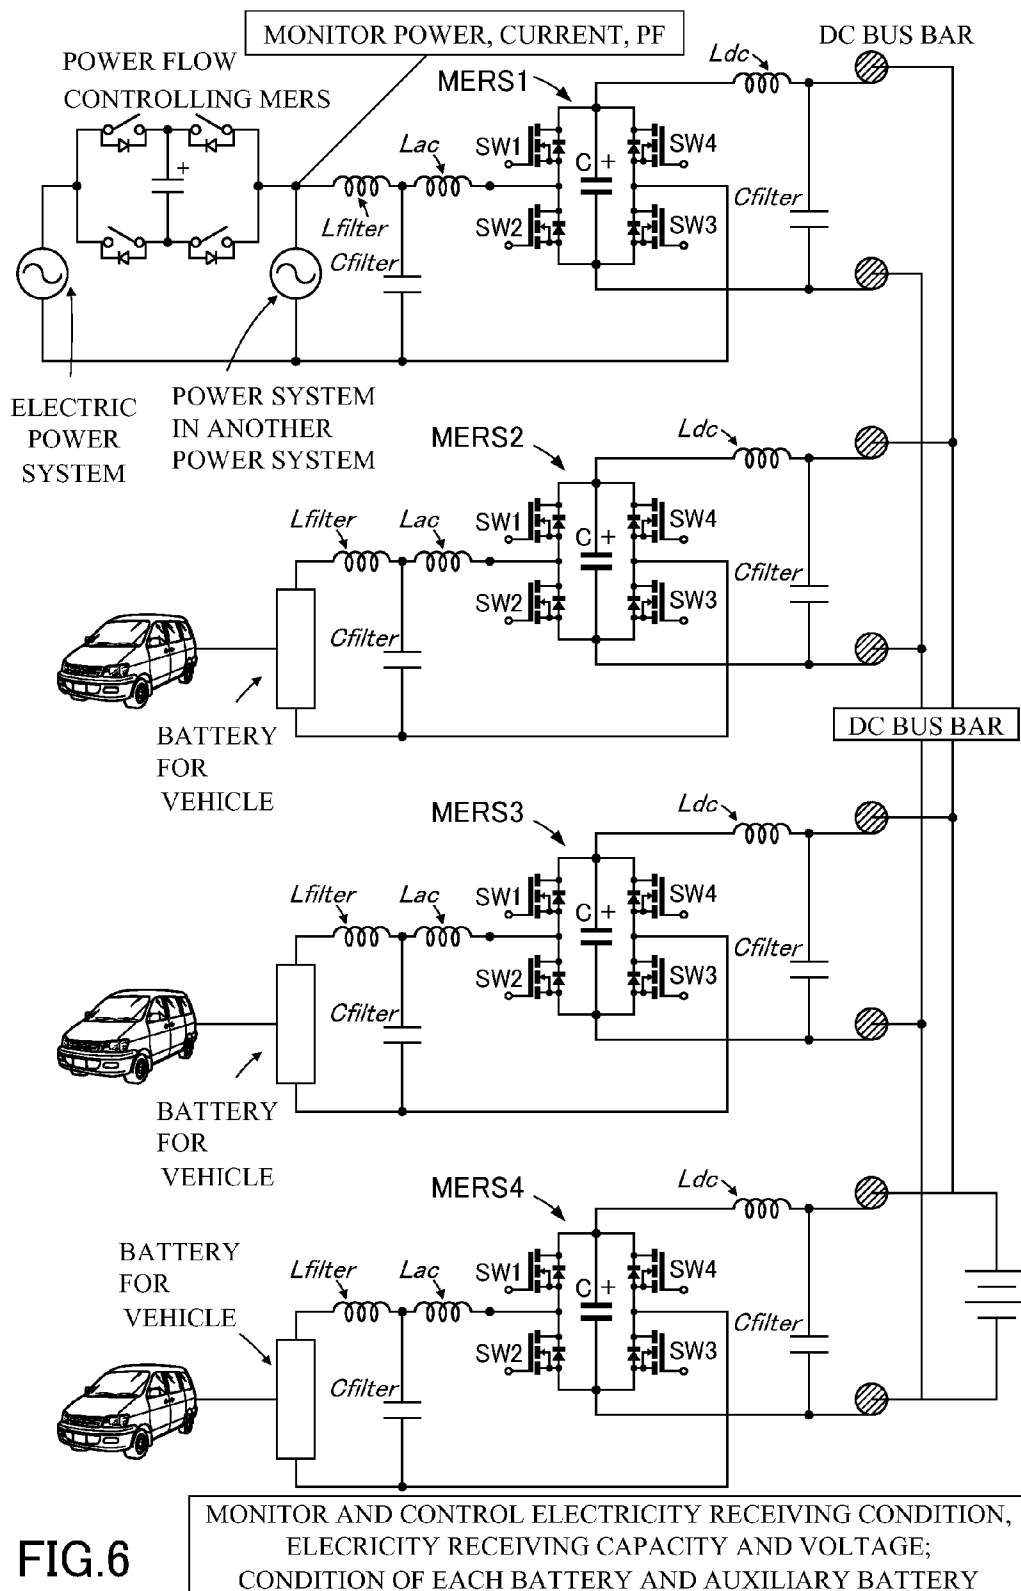 MONITOR POWER, CURRENT, PF
DC BUS BAR
POWER FLOW
CONTROLLING MERS
MERS1
Ldc
SW1
SW4
Lac
C +
+
SW2
SW3
Cfilter
Lfilter
Cfilter
ELECTRIC
POWER
SYSTEM
POWER SYSTEM
IN ANOTHER
POWER SYSTEM
MERS2
Ldc
SW1
SW4
Lfilter
Lac
C +
Cfilter
SW2
SW3
Cfilter
BATTERY
FOR
VEHICLE
DC BUS BAR
MERS3
Ldc
SW1
SW4
Lfilter
Lac
C +
Cfilter
SW2
SW3
Cfilter
BATTERY
FOR
VEHICLE
MERS4
Ldc
BATTERY
FOR
VEHICLE
SW1
SW4
Lfilter
Lac
C +
Cfilter
SW2
SW3
Cfilter
MONITOR AND CONTROL ELECTRICITY RECEIVING CONDITION,
ELECRICITY RECEIVING CAPACITY AND VOLTAGE;
CONDITION OF EACH BATTERY AND AUXILIARY BATTERY
FIG.6